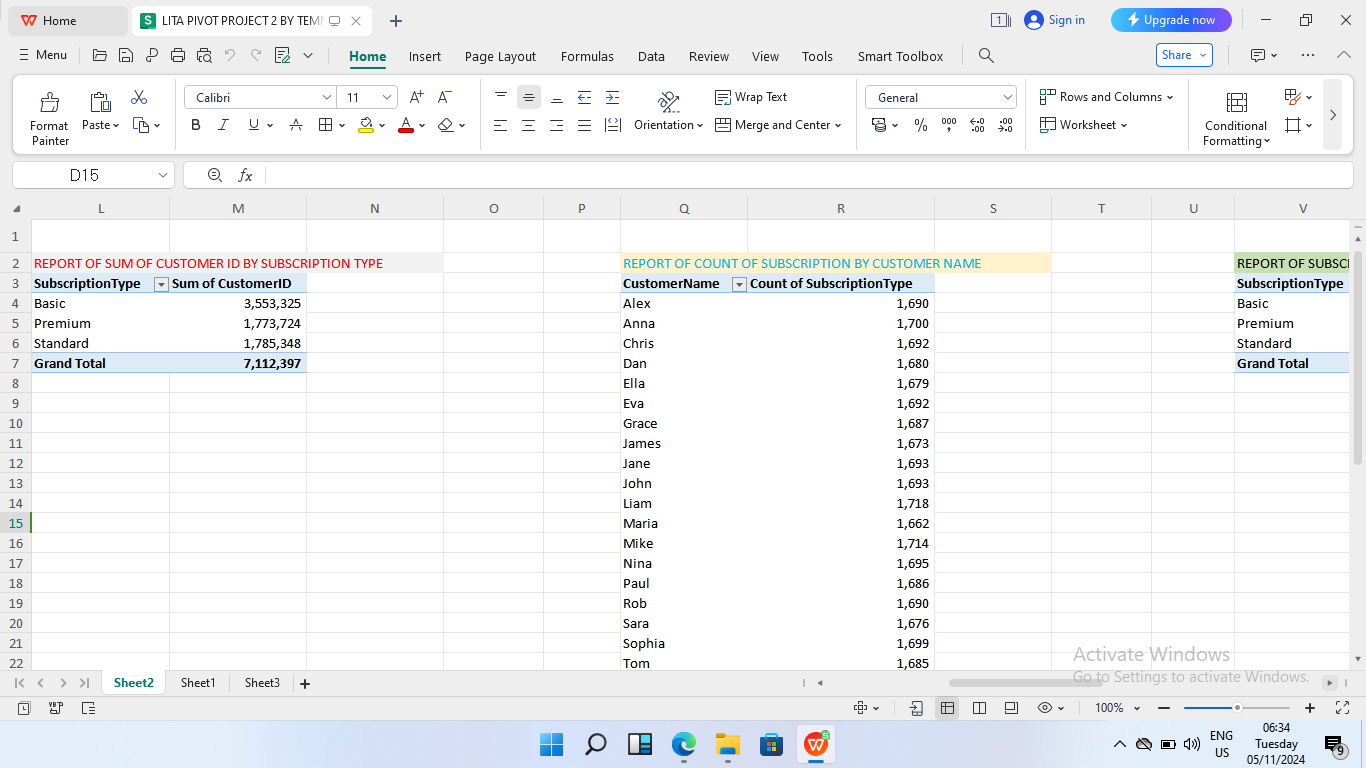 Home
LITA PIVOT PROJECT 2 BY TEM
Sign in
Upgrade now
Menu
Home Insert Page Layout Formulas Data Review View Tools Smart Toolbox
Share
Format Painter
Paste
Calibri 11
B I U A
Wrap Text
Orientation
Merge and Center
General
Rows and Columns
Worksheet
Conditional Formatting
D15
fx
L M N O P Q R S T U V
1
2 REPORT OF SUM OF CUSTOMER ID BY SUBSCRIPTION TYPE REPORT OF COUNT OF SUBSCRIPTION BY CUSTOMER NAME REPORT OF SUBSCI
3 SubscriptionType Sum of CustomerID CustomerName Count of SubscriptionType SubscriptionType
4 Basic 3,553,325 Alex 1,690 Basic
5 Premium 1,773,724 Anna 1,700 Premium
6 Standard 1,785,348 Chris 1,692 Standard
7 Grand Total 7,112,397 Dan 1,680 Grand Total
8 Ella 1,679
9 Eva 1,692
10 Grace 1,687
11 James 1,673
12 Jane 1,693
13 John 1,693
14 Liam 1,718
15 Maria 1,662
16 Mike 1,714
17 Nina 1,695
18 Paul 1,686
19 Rob 1,690
20 Sara 1,676
21 Sophia 1,699
22 Tom 1,685
Activate Windows
Go to Settings to activate Windows.
Sheet2 Sheet1 Sheet3
100%
ENG
US
06:34
Tuesday
05/11/2024
9